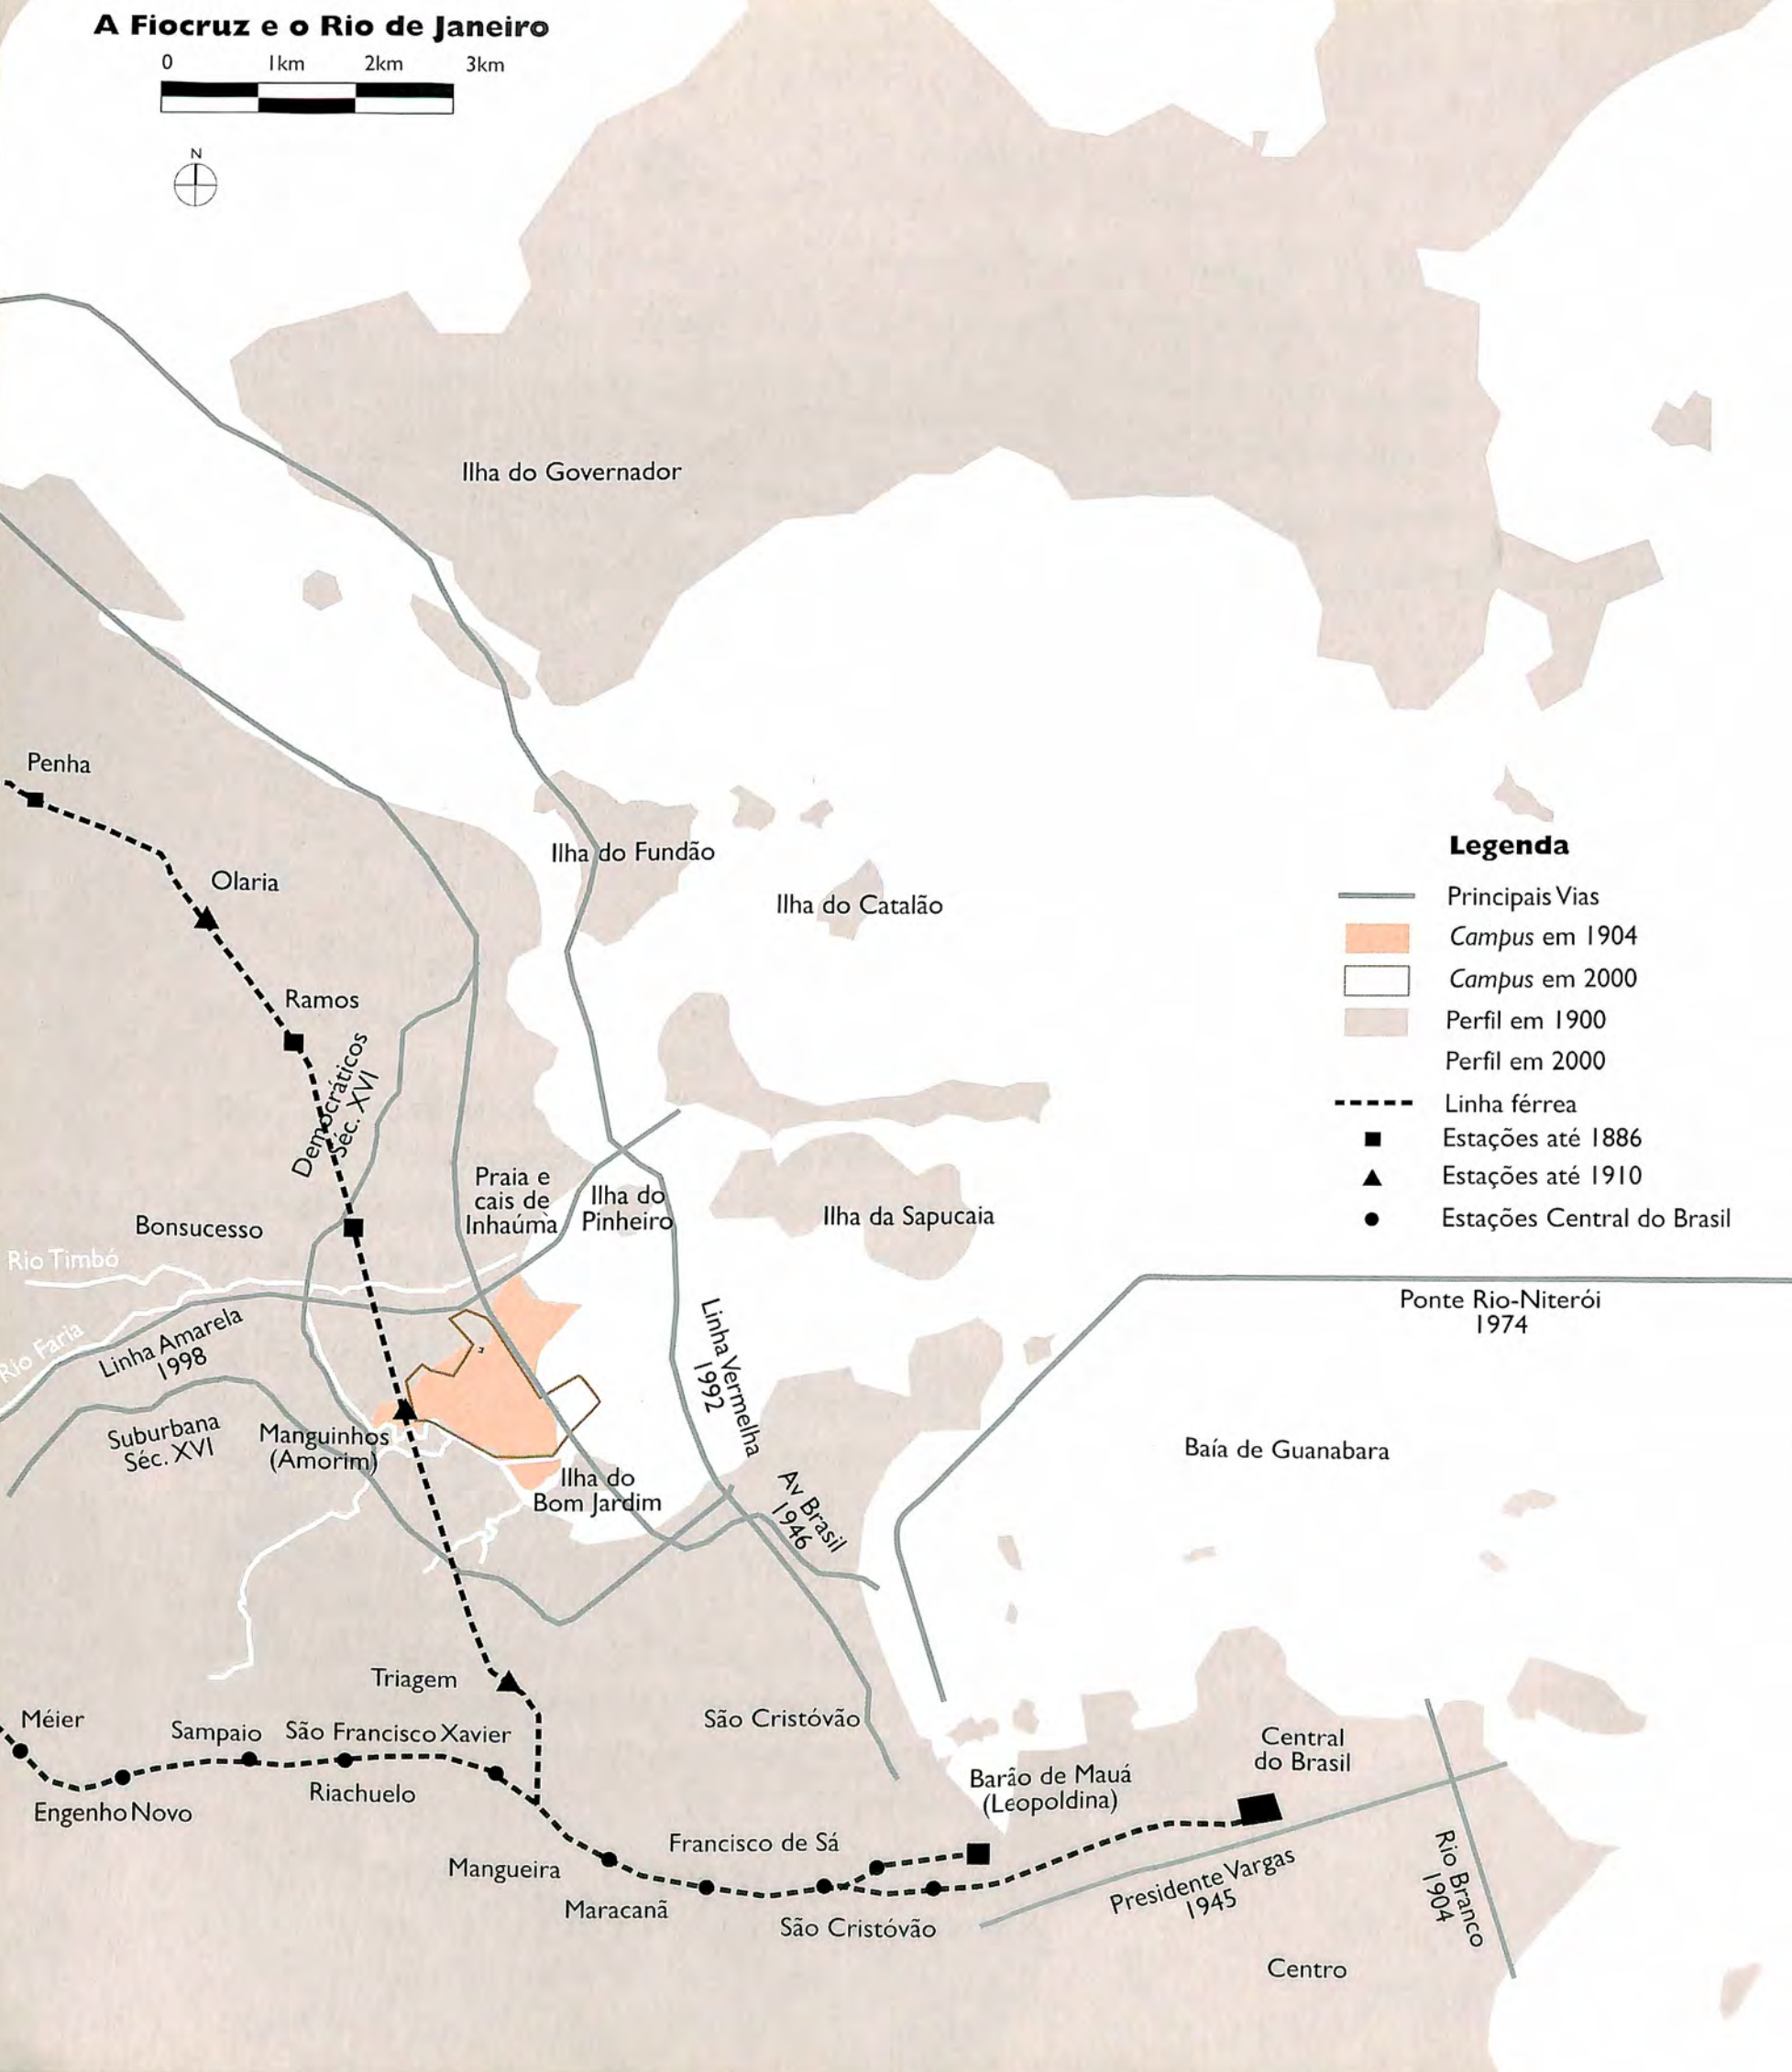 A Fiocruz e o Rio de Janeiro
0 1km 2km 3km
N
Ilha do Governador
Penha
Olaria
Ilha do Fundão
Ilha do Catalão
Ramos
Democráticos
Séc. XVI
Legenda
Principais Vias
Campus em 1904
Campus em 2000
Perfil em 1900
Perfil em 2000
Linha férrea
Estações até 1886
Estações até 1910
Estações Central do Brasil
Praia e
cais de
Inhaúma
Ilha do
Pinheiro
Ilha da Sapucaia
Bonsucesso
Rio Timbó
Rio Faria
Linha Amarela
1998
Suburbana
Séc. XVI
Manguinhos
(Amorim)
Linha Vermelha
1992
Ponte Rio-Niterói
1974
Baía de Guanabara
Ilha do
Bom Jardim
Av Brasil
1946
Triagem
São Cristóvão
Méier
Sampaio
São Francisco Xavier
Engenho Novo
Riachuelo
Central
do Brasil
Barão de Mauá
(Leopoldina)
Francisco de Sá
Mangueira
Maracanã
São Cristóvão
Presidente Vargas
1945
Rio Branco
1904
Centro